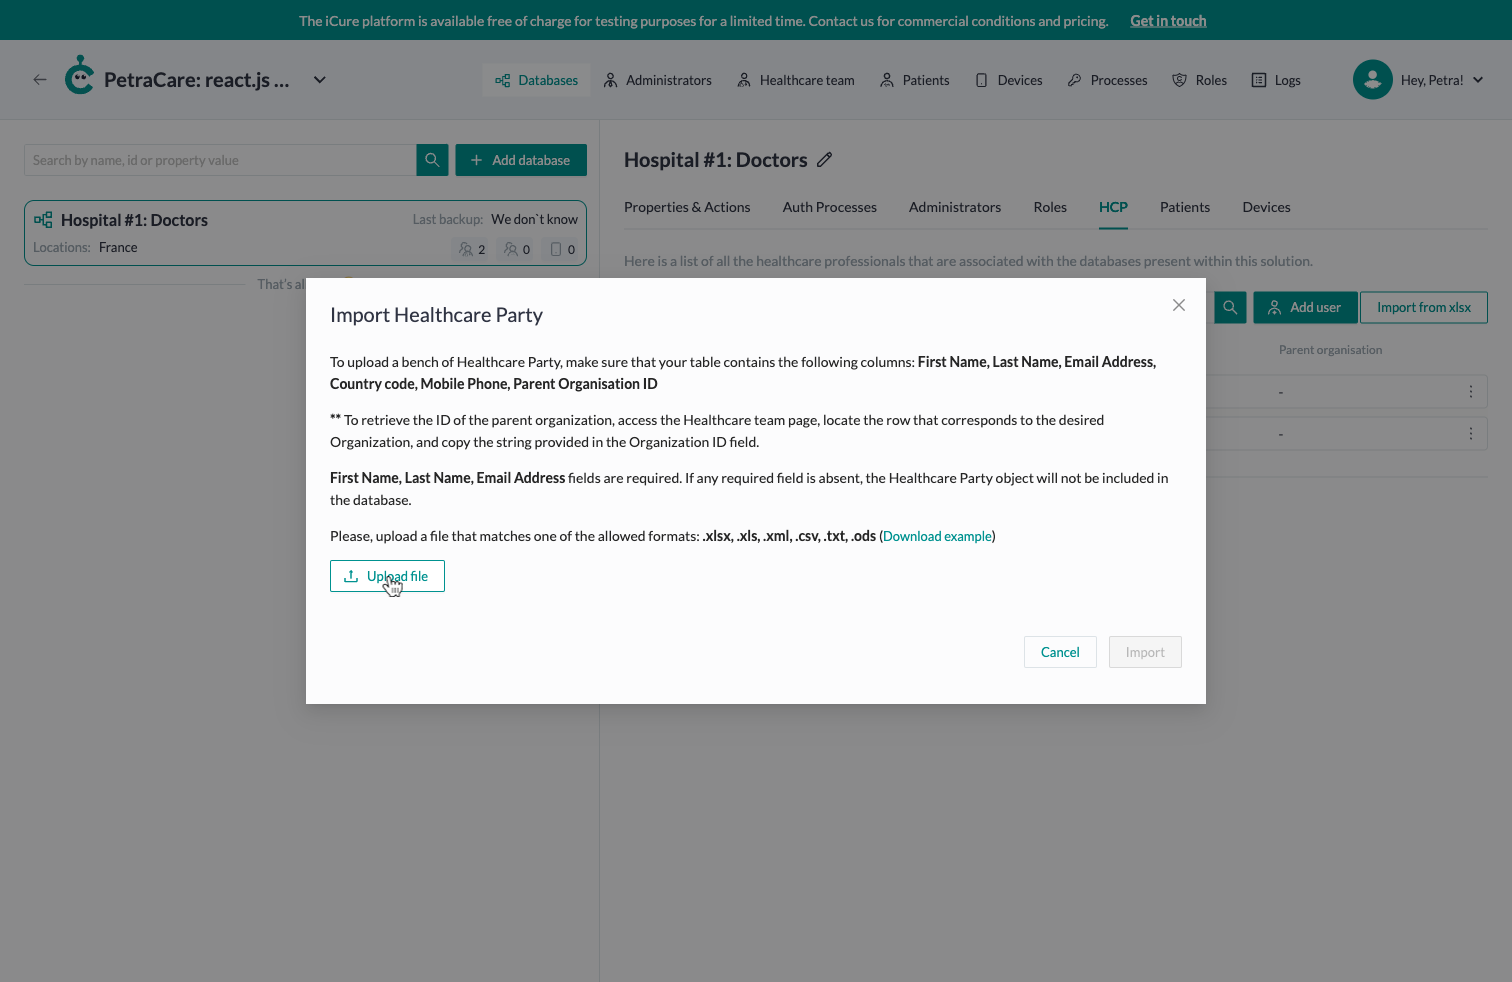 The iCure platform is available free of charge for testing purposes for a limited time. Contact us for commercial conditions and pricing. Get in touch
PetraCare: react.js ...
Databases
Administrators
Healthcare team
Patients
Devices
Processes
Roles
Logs
Hey, Petra!
Search by name, id or property value
Add database
Hospital #1: Doctors
Last backup: We don`t know
Locations: France
2
0
0
That's al
Hospital #1: Doctors
Properties & Actions
Auth Processes
Administrators
Roles
HCP
Patients
Devices
Here is a list of all the healthcare professionals that are associated with the databases present within this solution.
Add user
Import from xlsx
Parent organisation
-
-
Import Healthcare Party
To upload a bench of Healthcare Party, make sure that your table contains the following columns: First Name, Last Name, Email Address,
Country code, Mobile Phone, Parent Organisation ID
** To retrieve the ID of the parent organization, access the Healthcare team page, locate the row that corresponds to the desired
Organization, and copy the string provided in the Organization ID field.
First Name, Last Name, Email Address fields are required. If any required field is absent, the Healthcare Party object will not be included in
the database.
Please, upload a file that matches one of the allowed formats: .xlsx, .xls, .xml, .csv, .txt, .ods (Download example)
Upload file
Cancel
Import